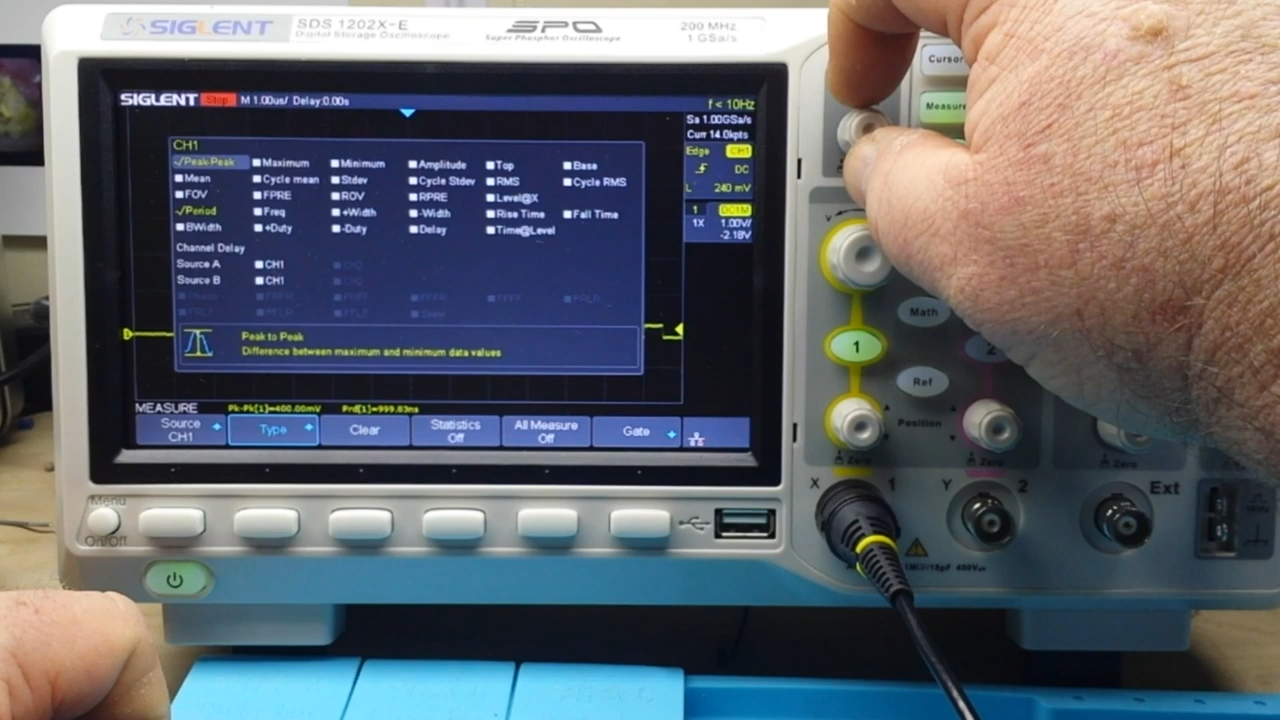 SIGLENT SDS 1202X-E SPO 200 MHz
Digital Storage Oscilloscope Super Phosphor Oscilloscope 1 GSa/s
Cursor
Measure
SIGLENT Stop M 1.00us/ Delay:0.00s f < 10Hz
Sa 1.00GSa/s
Curr 14.0kpts
Edge CH1
DC
L 240 mV
1 DC1M
1X 1.00V/
-2.18V
CH1
√Peak-Peak Maximum Minimum Amplitude Top Base
Mean Cycle mean Stdev Cycle Stdev RMS Cycle RMS
FOV FPRE ROV RPRE Level@X
√Period Freq +Width -Width Rise Time Fall Time
BWidth +Duty -Duty Delay Time@Level
Channel Delay
Source A CH1 CH2
Source B CH1 CH2
Peak to Peak
Difference between maximum and minimum data values
MEASURE Pk-Pk[1]=400.00mV Prd[1]=999.83ns
Source CH1
Type
Clear
Statistics Off
All Measure Off
Gate
Math
1
2
Ref
Position
Zero Zero Zero
X 1 Y 2 Ext
Menu
On/Off